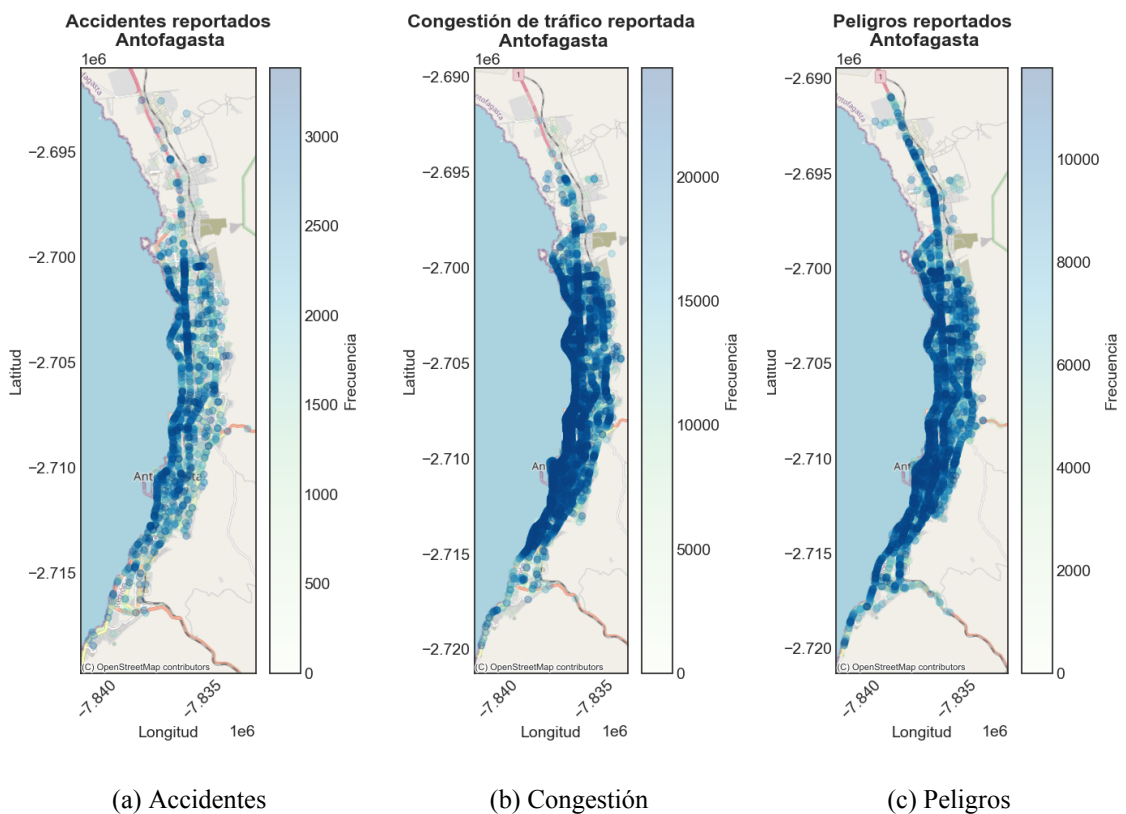 Accidentes reportados
Antofagasta
1e6
−2.695
−2.700
−2.705
−2.710
−2.715
Latitud
3000
2500
2000
1500
1000
500
0
Frecuencia
(C) OpenStreetMap contributors
−7.840
−7.835
Longitud
1e6
Congestión de tráfico reportada
Antofagasta
1e6
−2.690
−2.695
−2.700
−2.705
−2.710
−2.715
−2.720
Latitud
1
20000
15000
10000
5000
0
Frecuencia
(C) OpenStreetMap contributors
−7.840
−7.835
Longitud
1e6
Peligros reportados
Antofagasta
1e6
−2.690
−2.695
−2.700
−2.705
−2.710
−2.715
−2.720
Latitud
1
10000
8000
6000
4000
2000
0
Frecuencia
(C) OpenStreetMap contributors
−7.840
−7.835
Longitud
1e6
(a) Accidentes
(b) Congestión
(c) Peligros